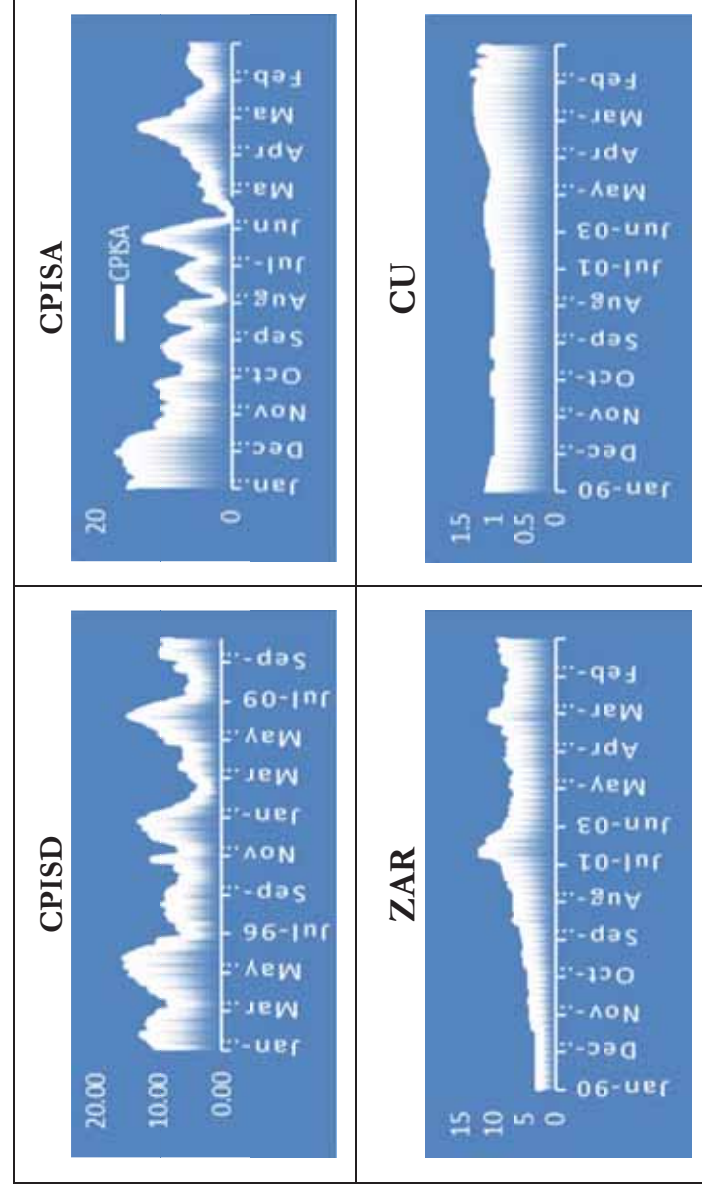 CPISD
20.00
10.00
0.00
Jan-..
Mar..
May..
Jul-96
Sep-..
Nov..
Jan-..
Mar..
May..
Jul-09
Sep-..
CPISA
CPISA
20
0
Jan..
Dec..
Nov..
Oct..
Sep..
Aug..
Jul-..
Jun..
Ma..
Apr..
Ma..
Feb..
ZAR
15
10
5
0
Jan-90
Dec-..
Nov-..
Oct-..
Sep-..
Aug-..
Jul-01
Jun-03
May-..
Apr-..
Mar-..
Feb-..
CU
1.5
1
0.5
0
Jan-90
Dec-..
Nov-..
Oct-..
Sep-..
Aug-..
Jul-01
Jun-03
May-..
Apr-..
Mar-..
Feb-..